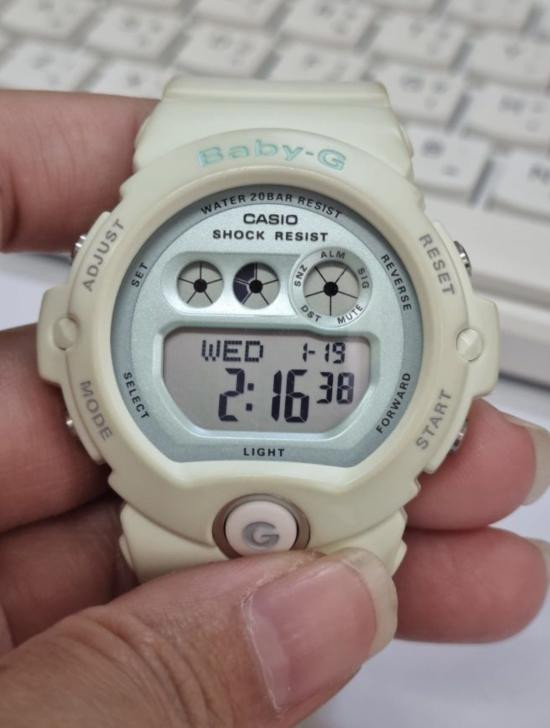 Baby-G
WATER 20BAR RESIST
CASIO
SHOCK RESIST
ADJUST
SET
SNZ ALM SIG
DST MUTE
REVERSE
RESET
WED 1-19
2:16 38
MODE
SELECT
LIGHT
FORWARD
START
G